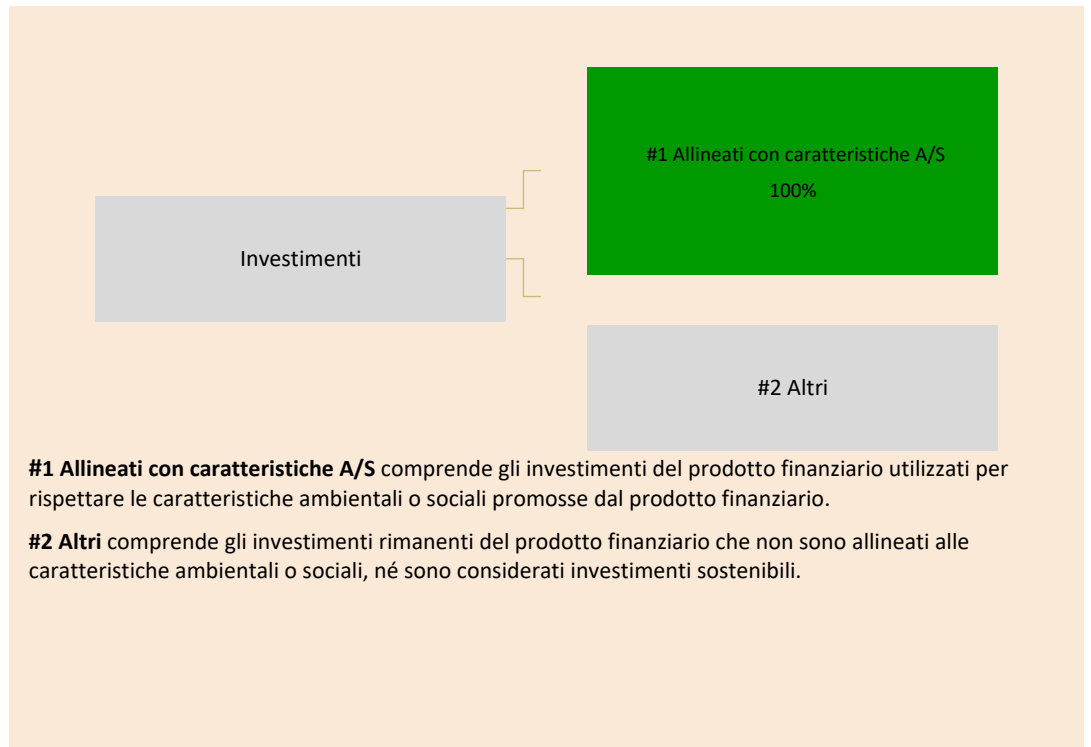 #1 Allineati con caratteristiche A/S
100%
Investimenti
#2 Altri
#1 Allineati con caratteristiche A/S comprende gli investimenti del prodotto finanziario utilizzati per
rispettare le caratteristiche ambientali o sociali promosse dal prodotto finanziario.
#2 Altri comprende gli investimenti rimanenti del prodotto finanziario che non sono allineati alle
caratteristiche ambientali o sociali, né sono considerati investimenti sostenibili.